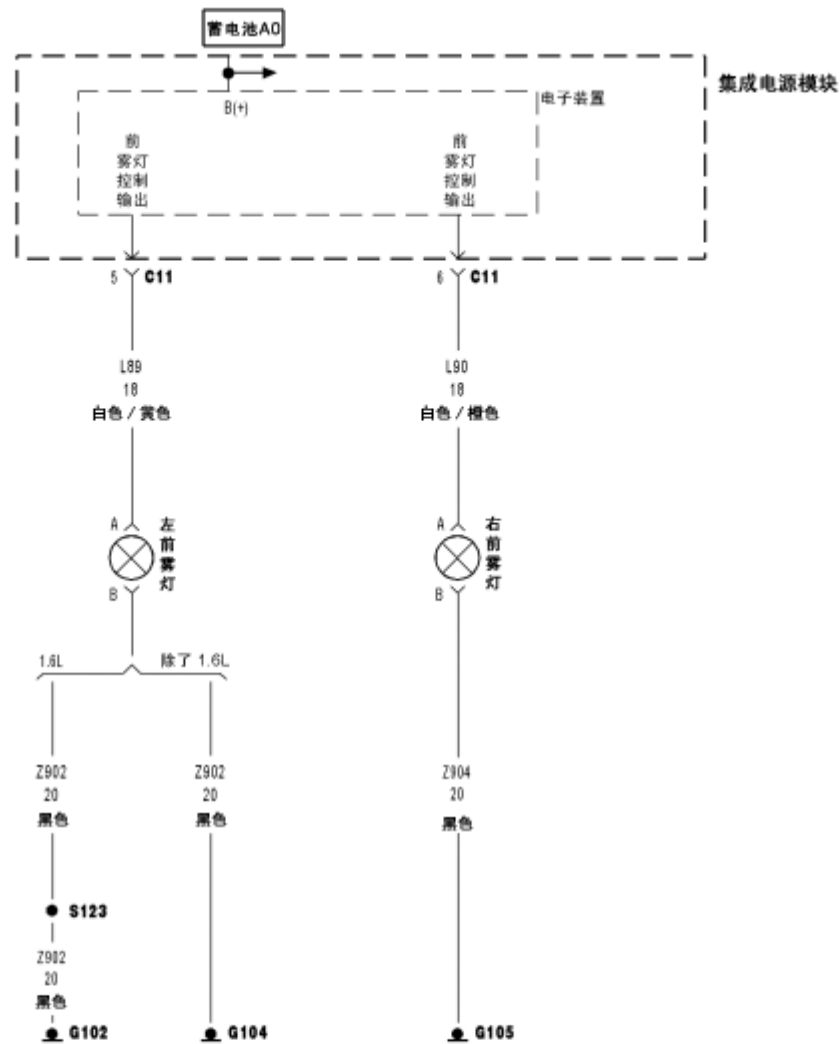 蓄电池A0
集成电源模块
B(+)
电子装置
前
雾灯
控制
输出
前
雾灯
控制
输出
5 C11
6 C11
L89
18
白色 / 黄色
L90
18
白色 / 橙色
A
左前雾灯
B
A
右前雾灯
B
1.6L
除了 1.6L
Z902
20
黑色
Z902
20
黑色
Z904
20
黑色
S123
Z902
20
黑色
G102
G104
G105